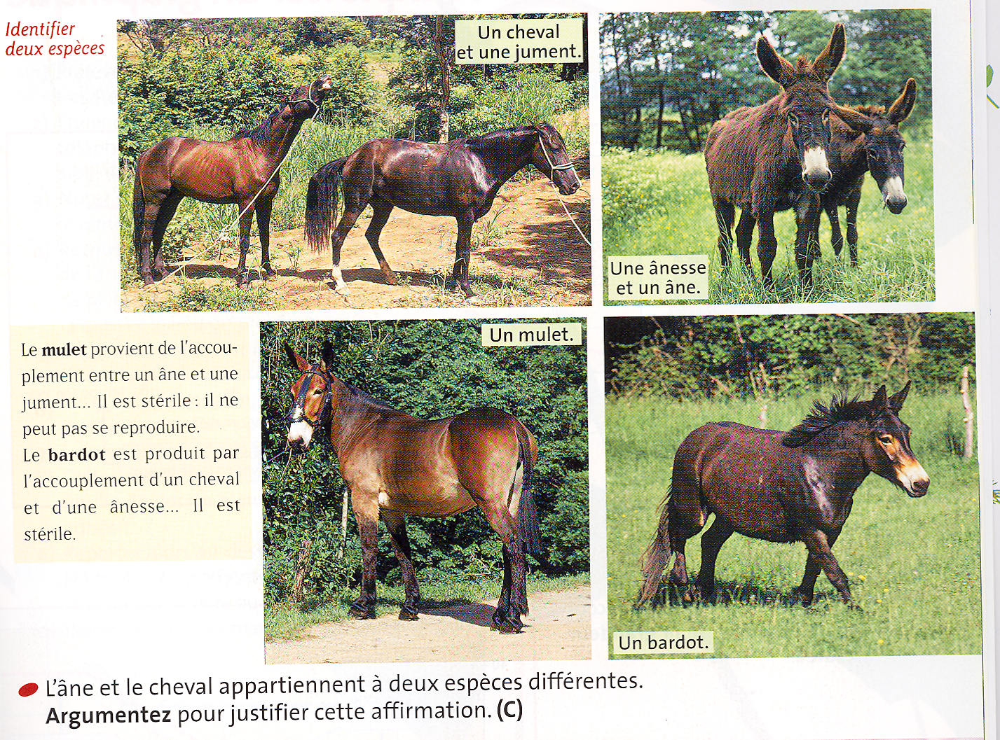 Identifier
deux espèces
Un cheval
et une jument.
Une ânesse
et un âne.
Le mulet provient de l'accou-
plement entre un âne et une
jument... Il est stérile : il ne
peut pas se reproduire.
Le bardot est produit par
l'accouplement d'un cheval
et d'une ânesse... Il est
stérile.
Un mulet.
Un bardot.
L'âne et le cheval appartiennent à deux espèces différentes.
Argumentez pour justifier cette affirmation. (C)